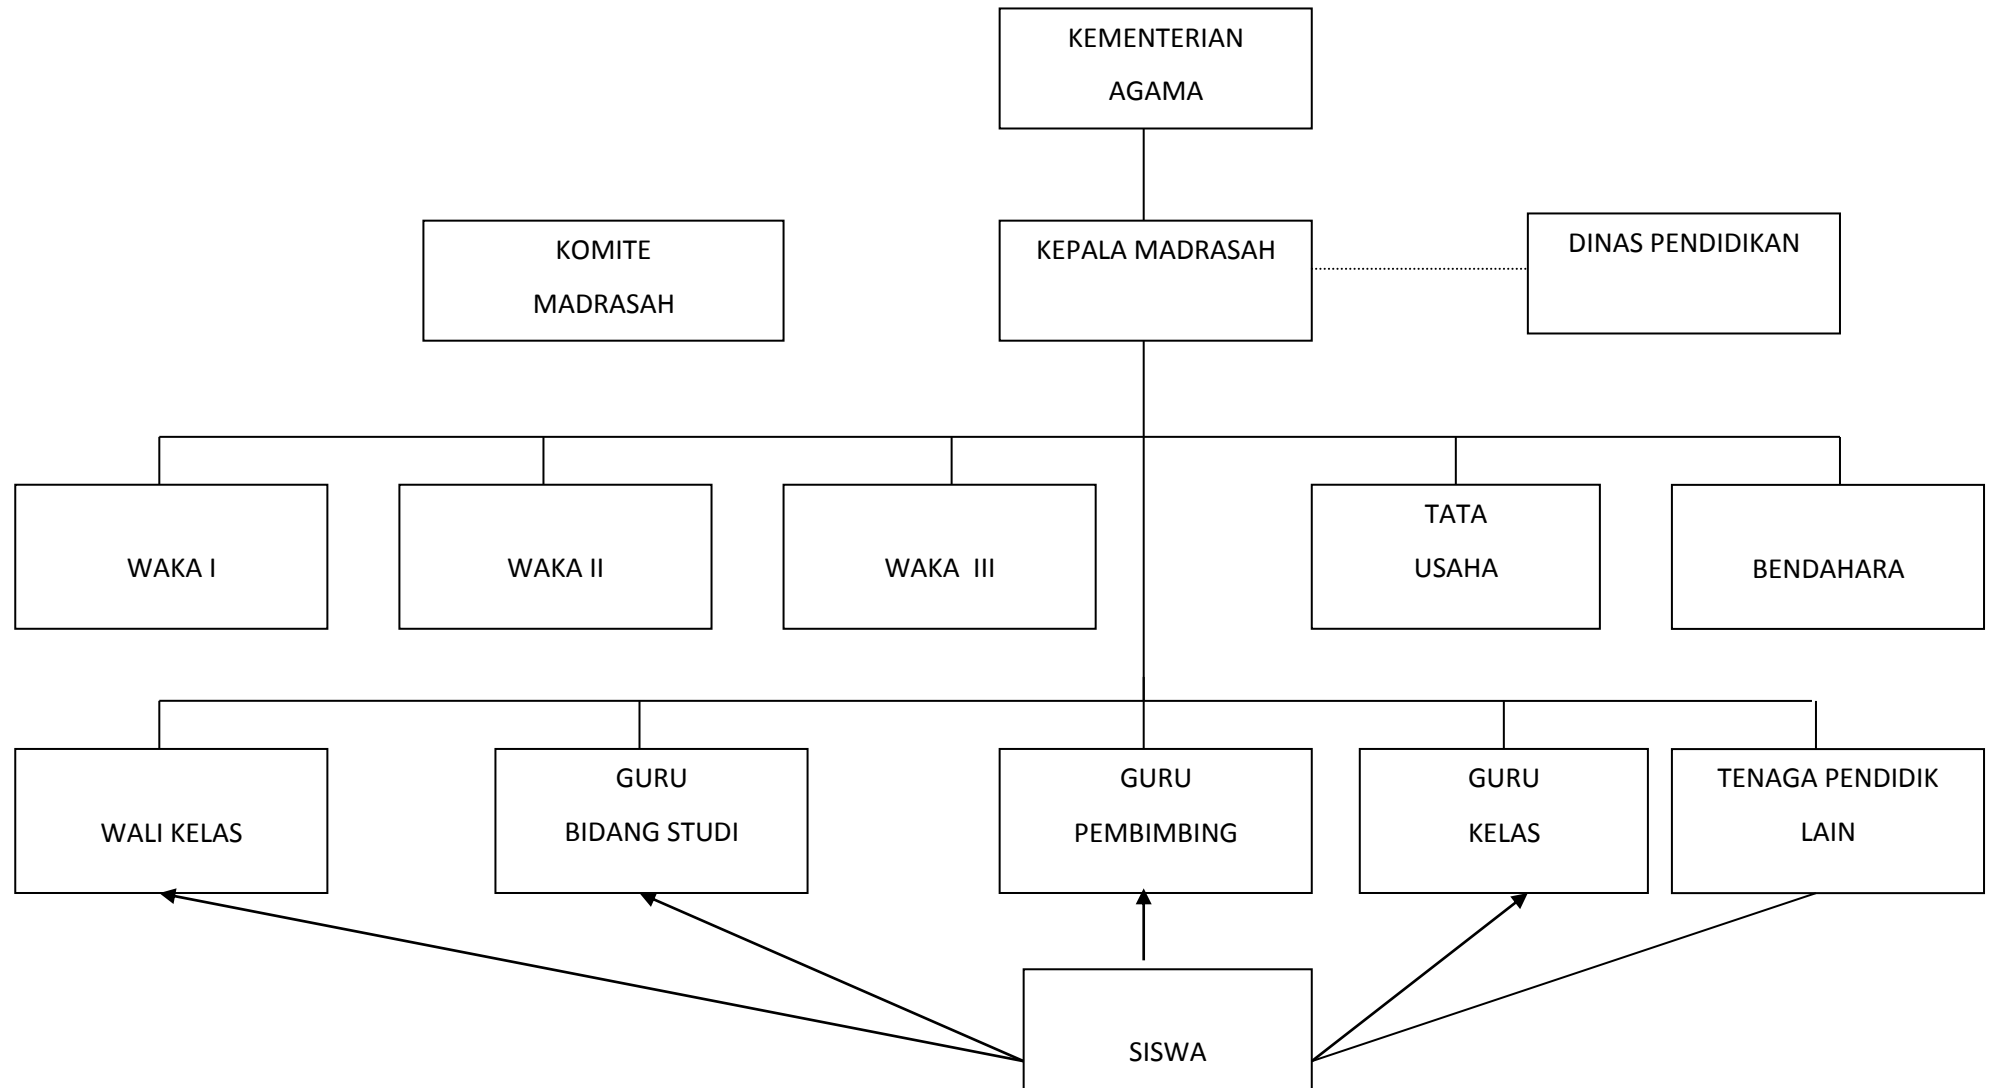 KEMENTERIAN
AGAMA
KOMITE
MADRASAH
KEPALA MADRASAH
DINAS PENDIDIKAN
WAKA I
WAKA II
WAKA  III
TATA
USAHA
BENDAHARA
WALI KELAS
GURU
BIDANG STUDI
GURU
PEMBIMBING
GURU
KELAS
TENAGA PENDIDIK
LAIN
SISWA